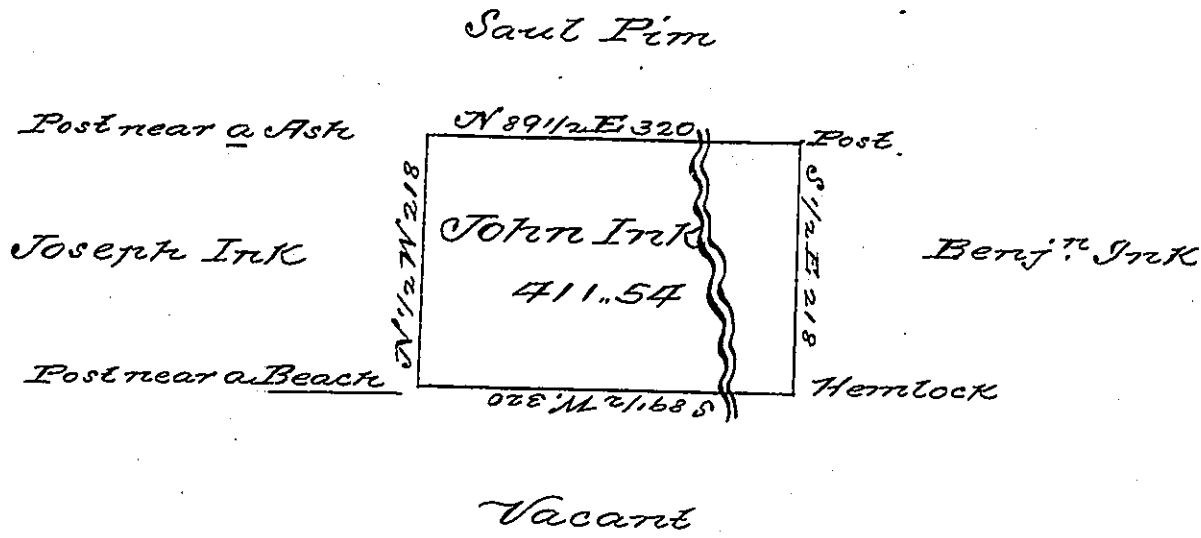 Saul Pim
Post near a Ash
N 89 1/2 E 320
Post.
N 1/2 W 218
S 1/2 E 218
Joseph Ink
John Ink
411..54
Benjn. Ink
Post near a Beach
S 89 1/2 W. 320
Hemlock
Vacant